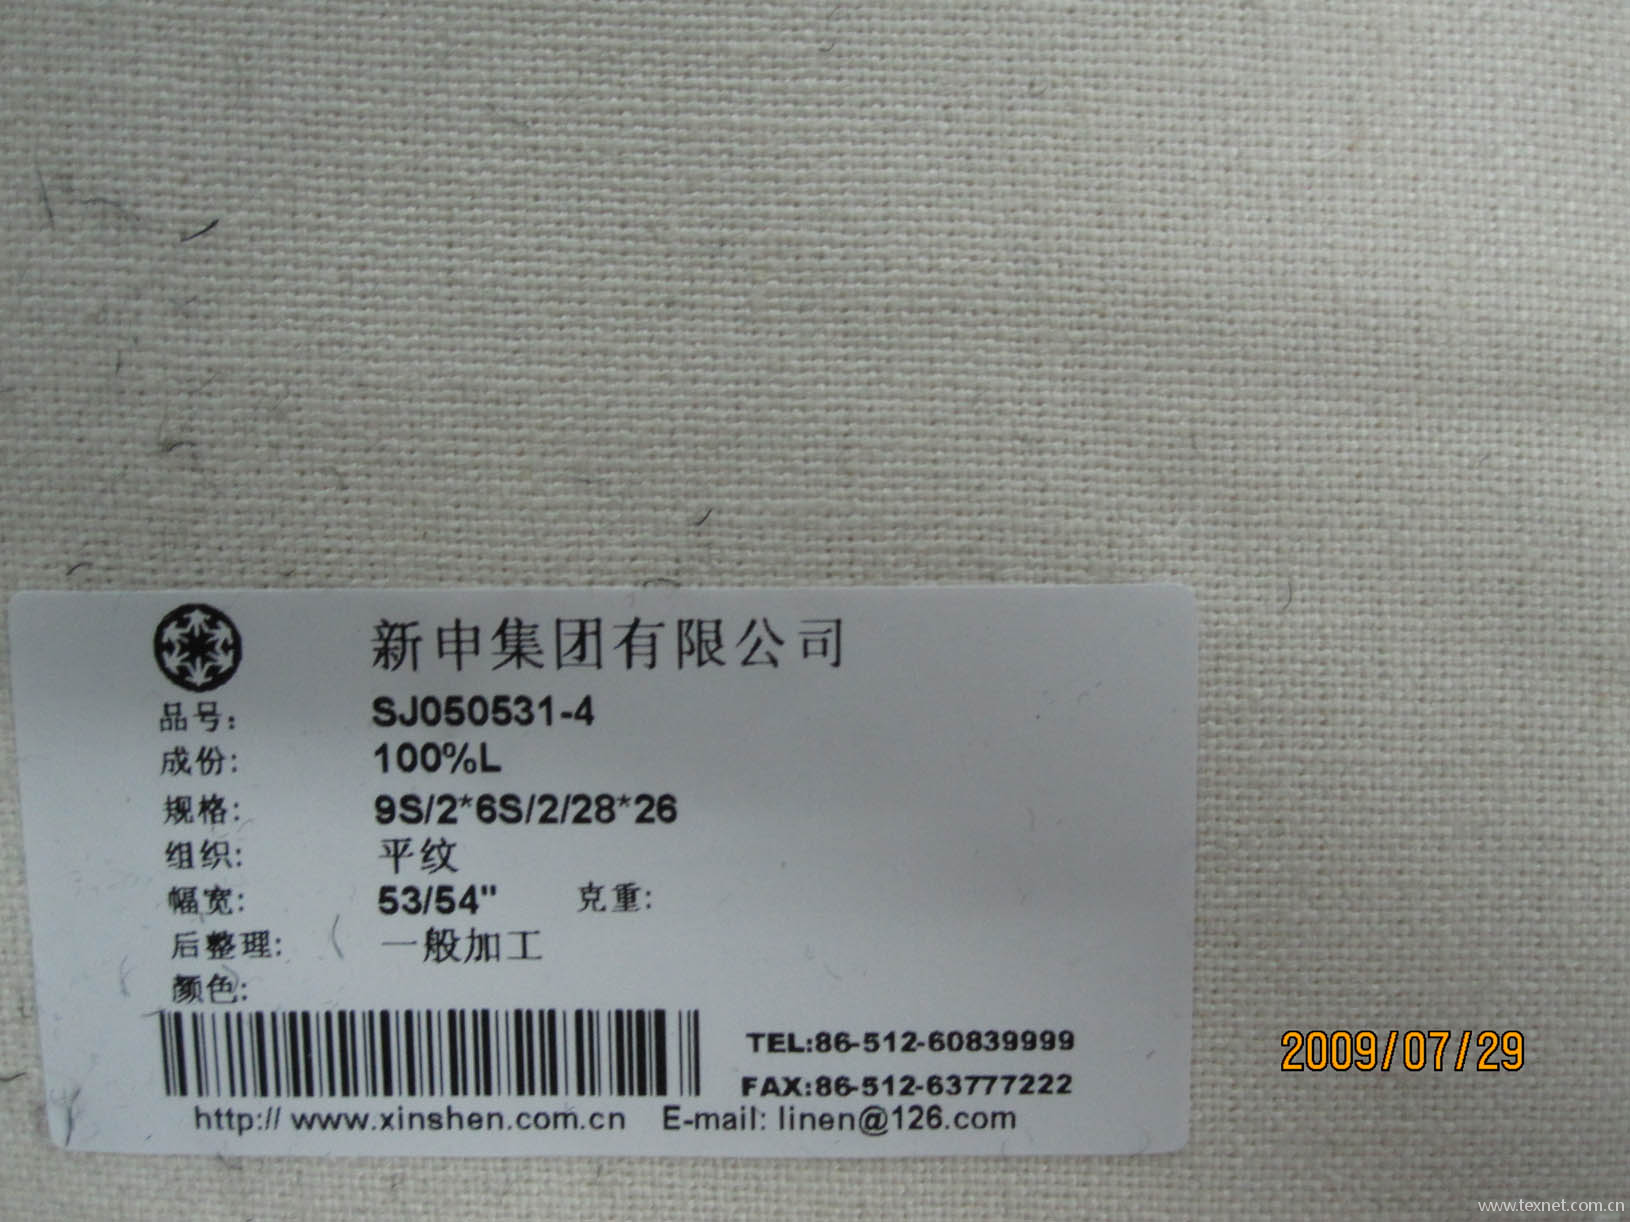 新申集团有限公司
品号: SJ050531-4
成份: 100%L
规格: 9S/2*6S/2/28*26
组织: 平纹
幅宽: 53/54" 克重:
后整理: 一般加工
颜色:
TEL:86-512-60839999
FAX:86-512-63777222
http:// www.xinshen.com.cn E-mail: linen@126.com
2009/07/29
www.texnet.com.cn